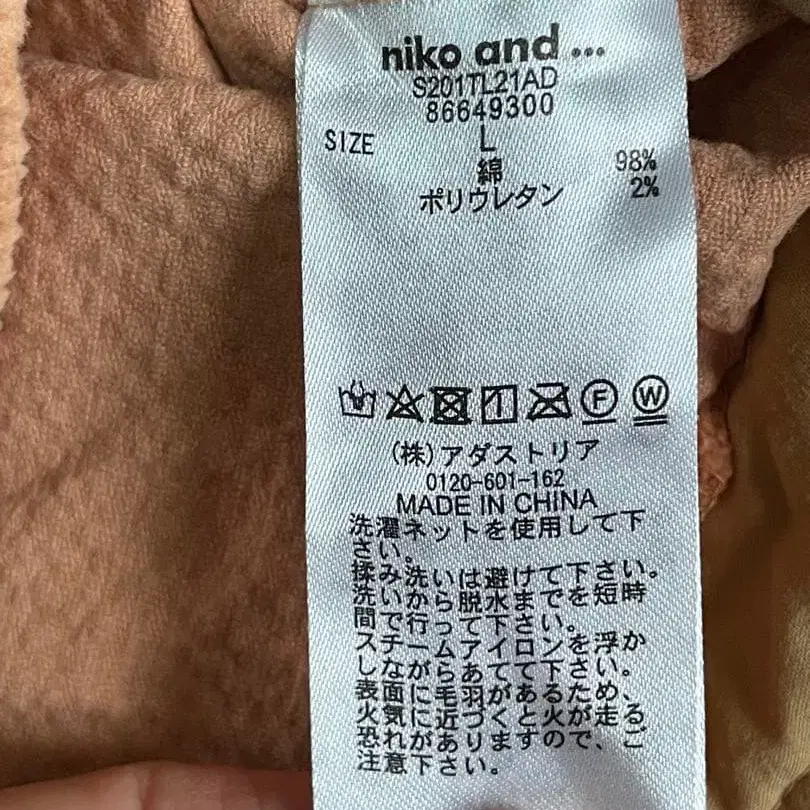 niko and ...
S201TL21AD
86649300
SIZE L
綿 98%
ポリウレタン 2%
F W
(株)アダストリア
0120-601-162
MADE IN CHINA
洗濯ネットを使用して下
さい。
揉み洗いは避けて下さい。
洗いから脱水までを短時
間で行って下さい。
スチームアイロンを浮か
しながらあてて下さい。
表面に毛羽があるため、
火気に近づくと火が走る
恐れがありますので、ご
注意下さい。